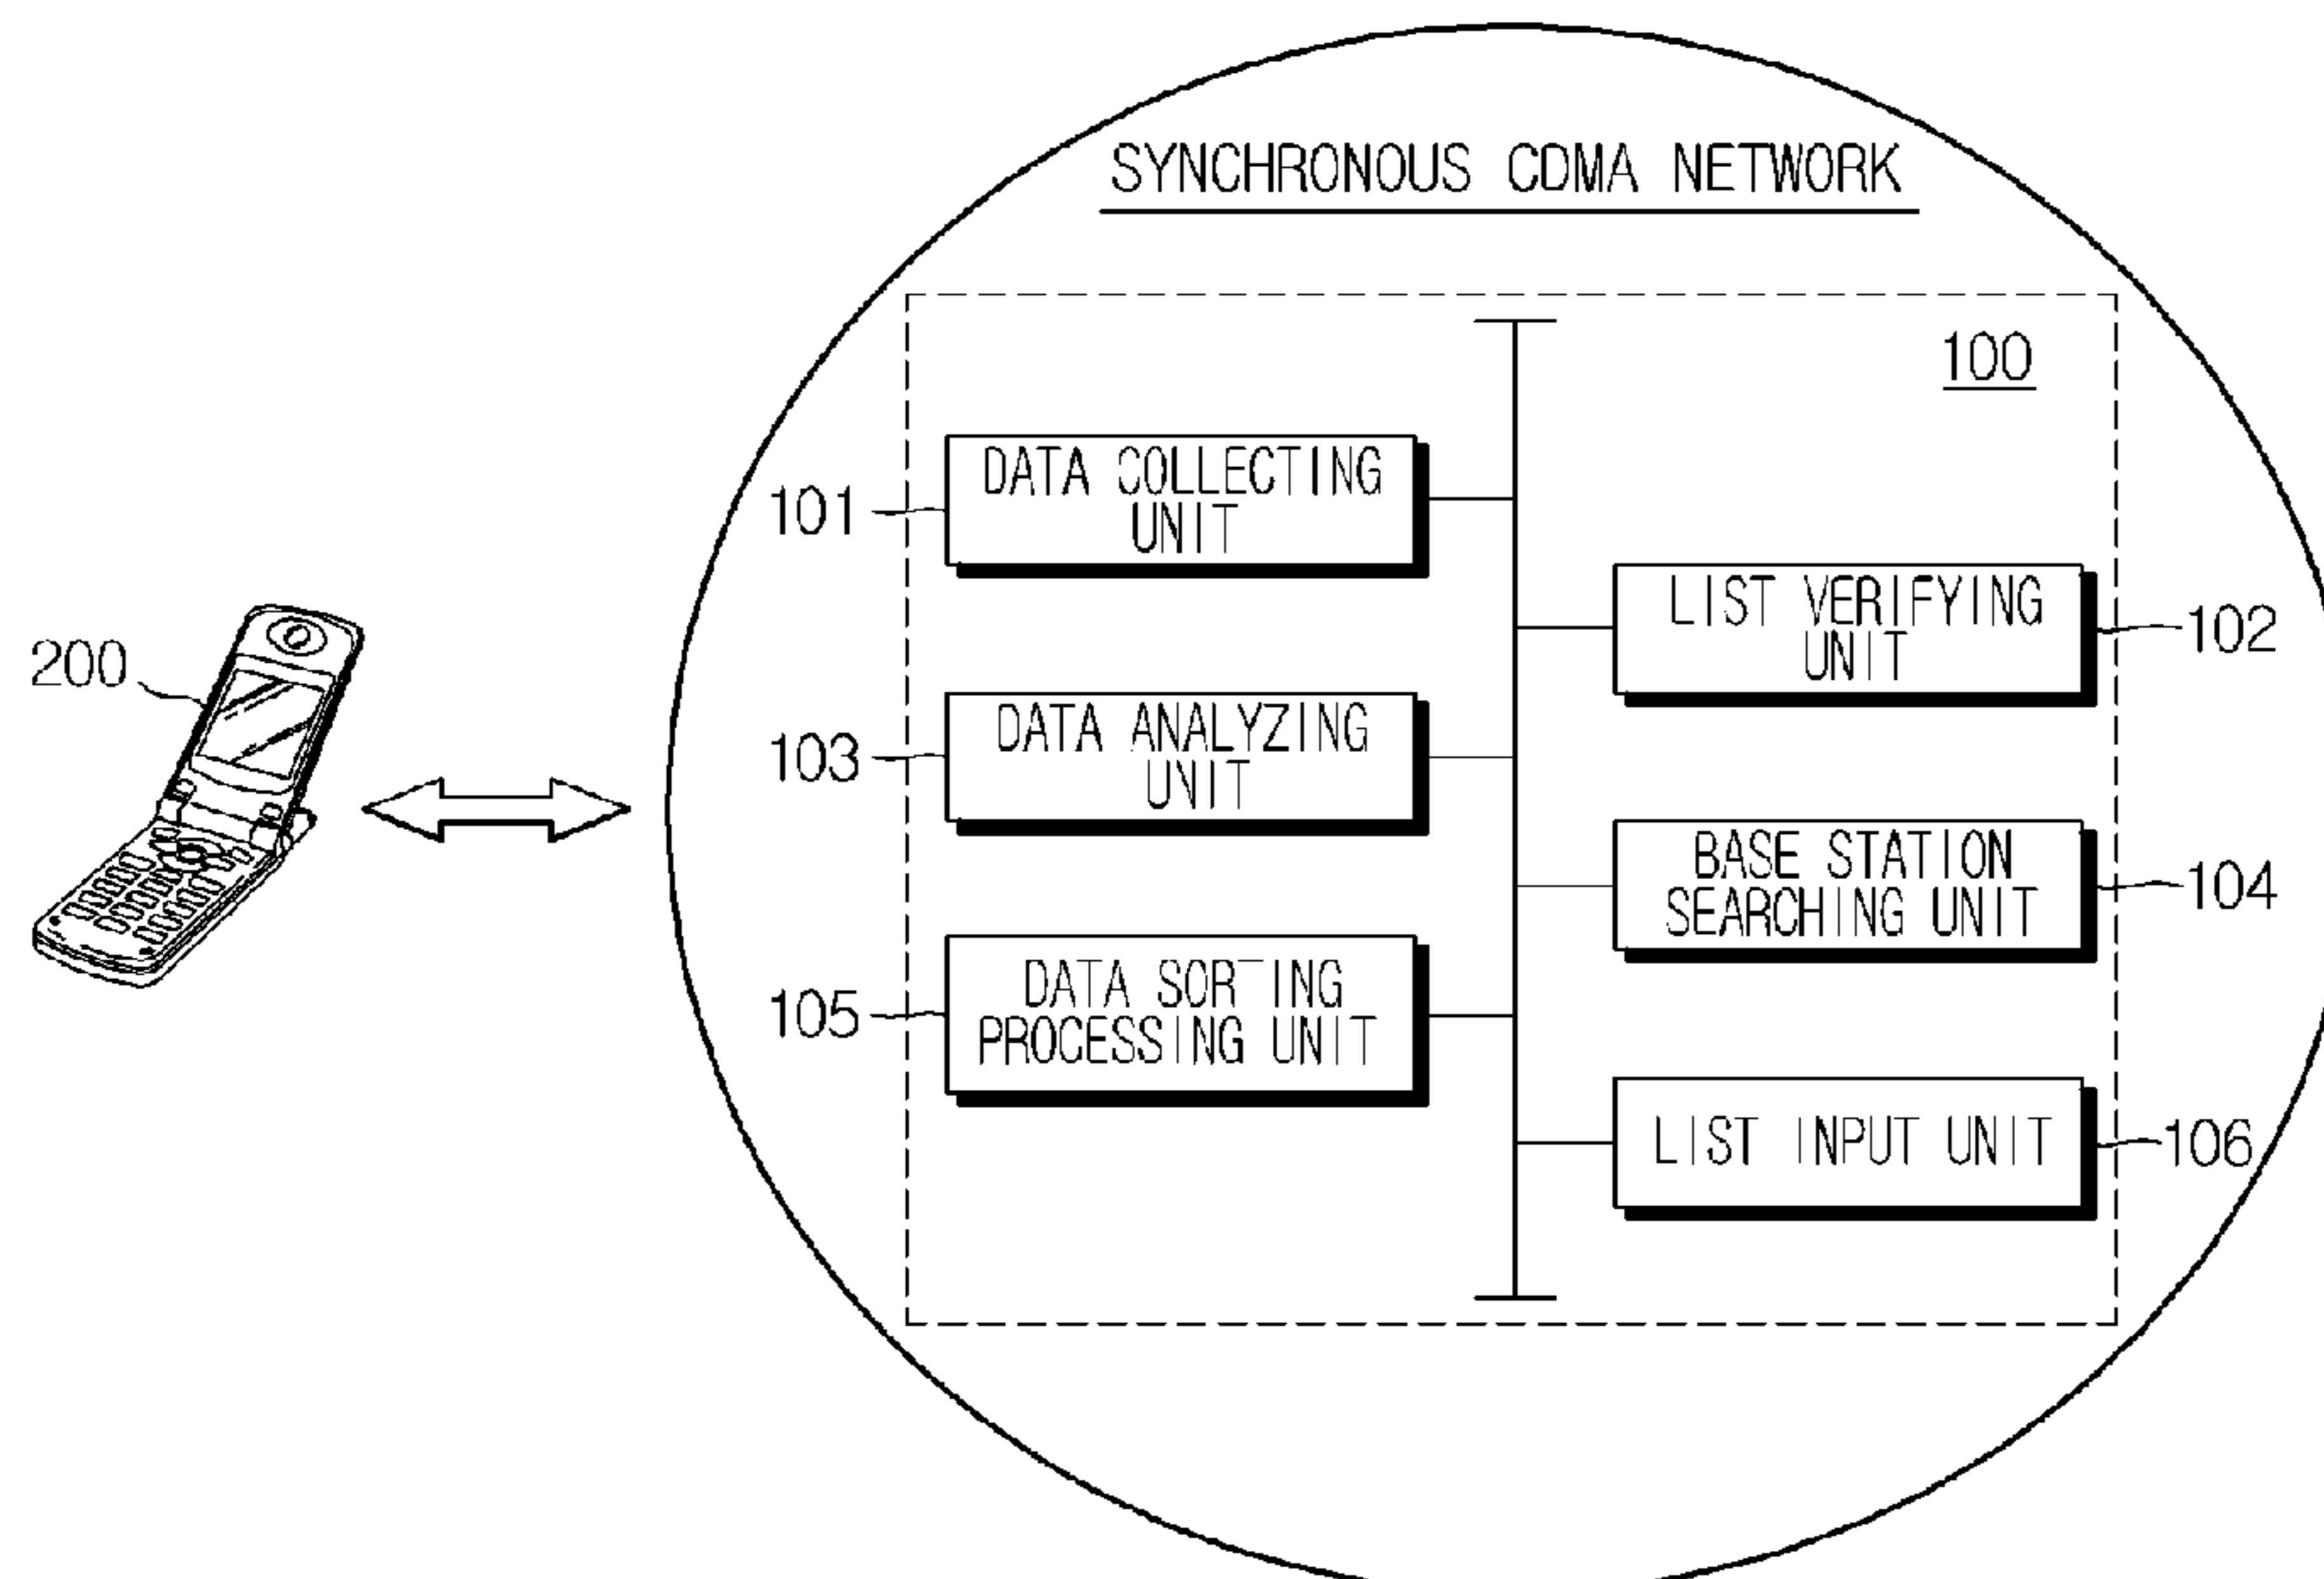 SYNCHRONOUS CDMA NETWORK
100
101
DATA COLLECTING
UNIT
LIST VERIFYING
UNIT
102
200
103
DATA ANALYZING
UNIT
BASE STATION
SEARCHING UNIT
104
105
DATA SORTING
PROCESSING UNIT
LIST INPUT UNIT
106